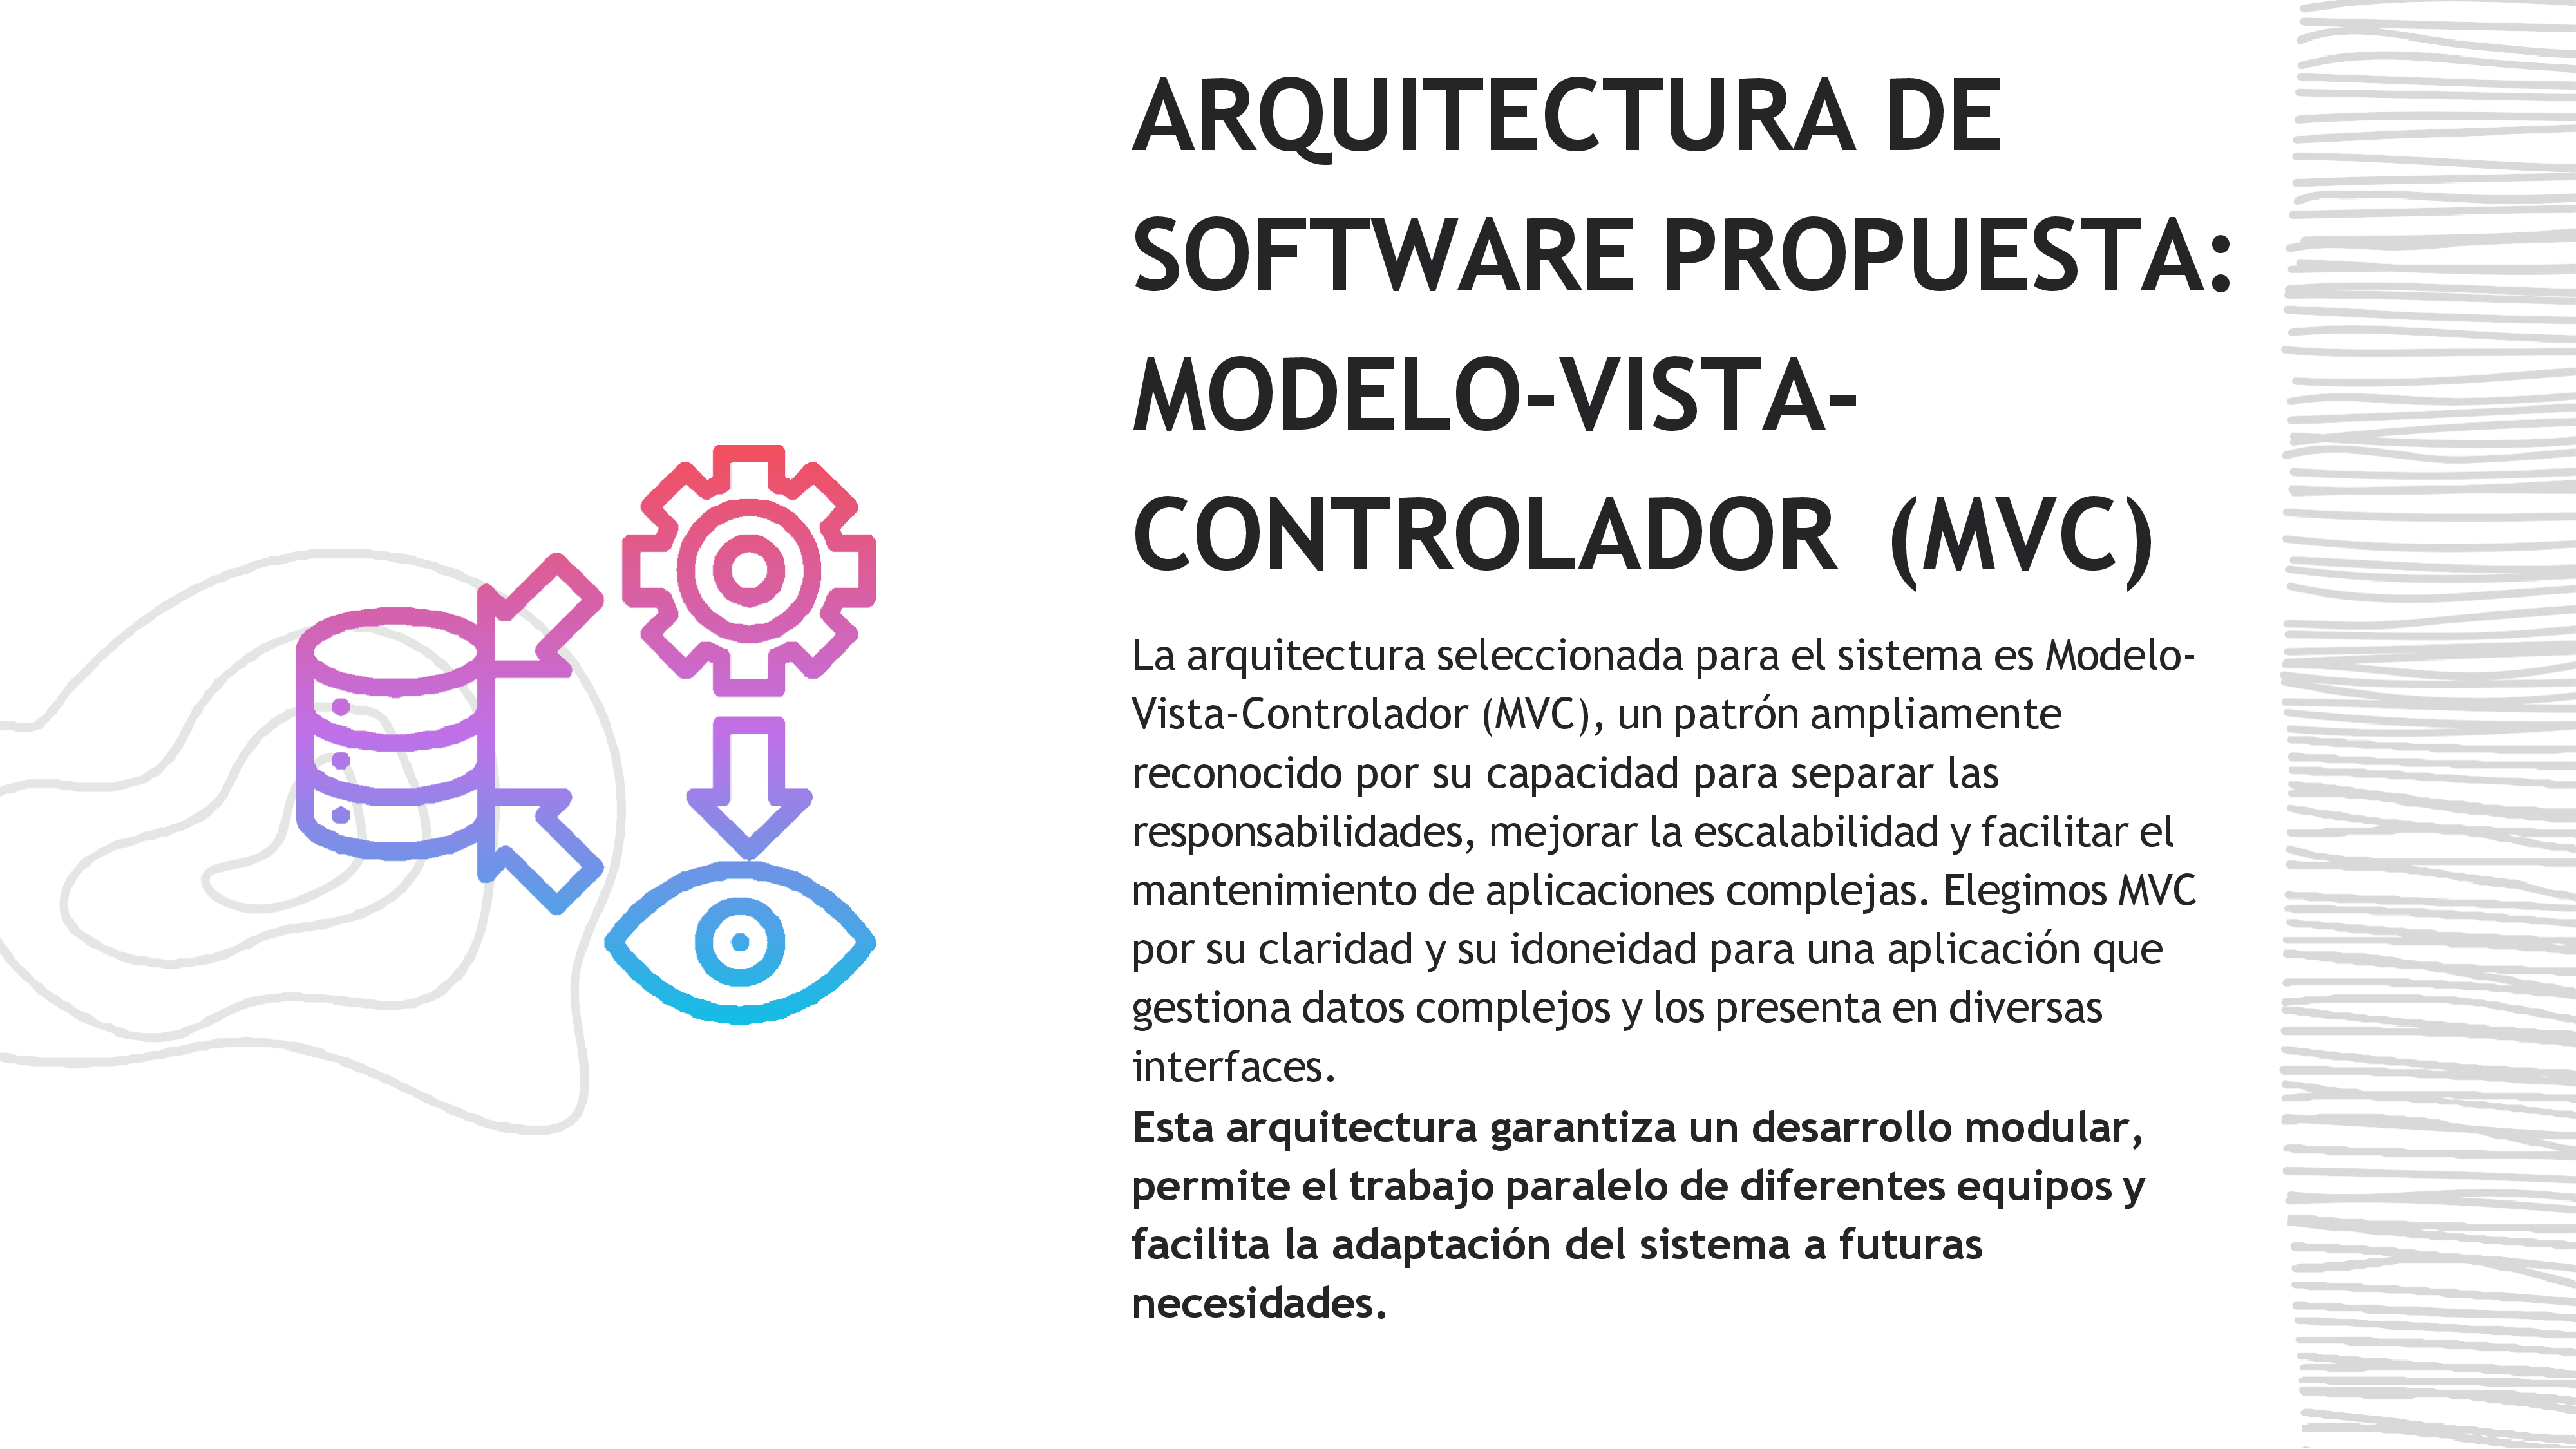 ARQUITECTURA DE
SOFTWARE PROPUESTA:
MODELO-VISTA-
CONTROLADOR (MVC)
La arquitectura seleccionada para el sistema es Modelo-
Vista-Controlador (MVC), un patrón ampliamente
reconocido por su capacidad para separar las
responsabilidades, mejorar la escalabilidad y facilitar el
mantenimiento de aplicaciones complejas. Elegimos MVC
por su claridad y su idoneidad para una aplicación que
gestiona datos complejos y los presenta en diversas
interfaces.
Esta arquitectura garantiza un desarrollo modular,
permite el trabajo paralelo de diferentes equipos y
facilita la adaptación del sistema a futuras
necesidades.